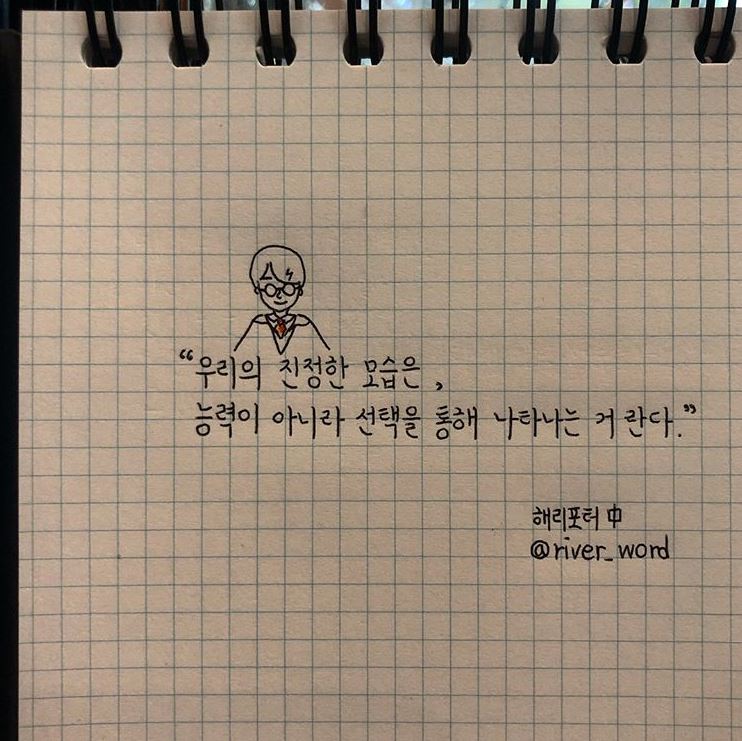 “우리의 진정한 모습은,
능력이 아니라 선택을 통해 나타나는 거란다.”
해리포터 中
@river_word